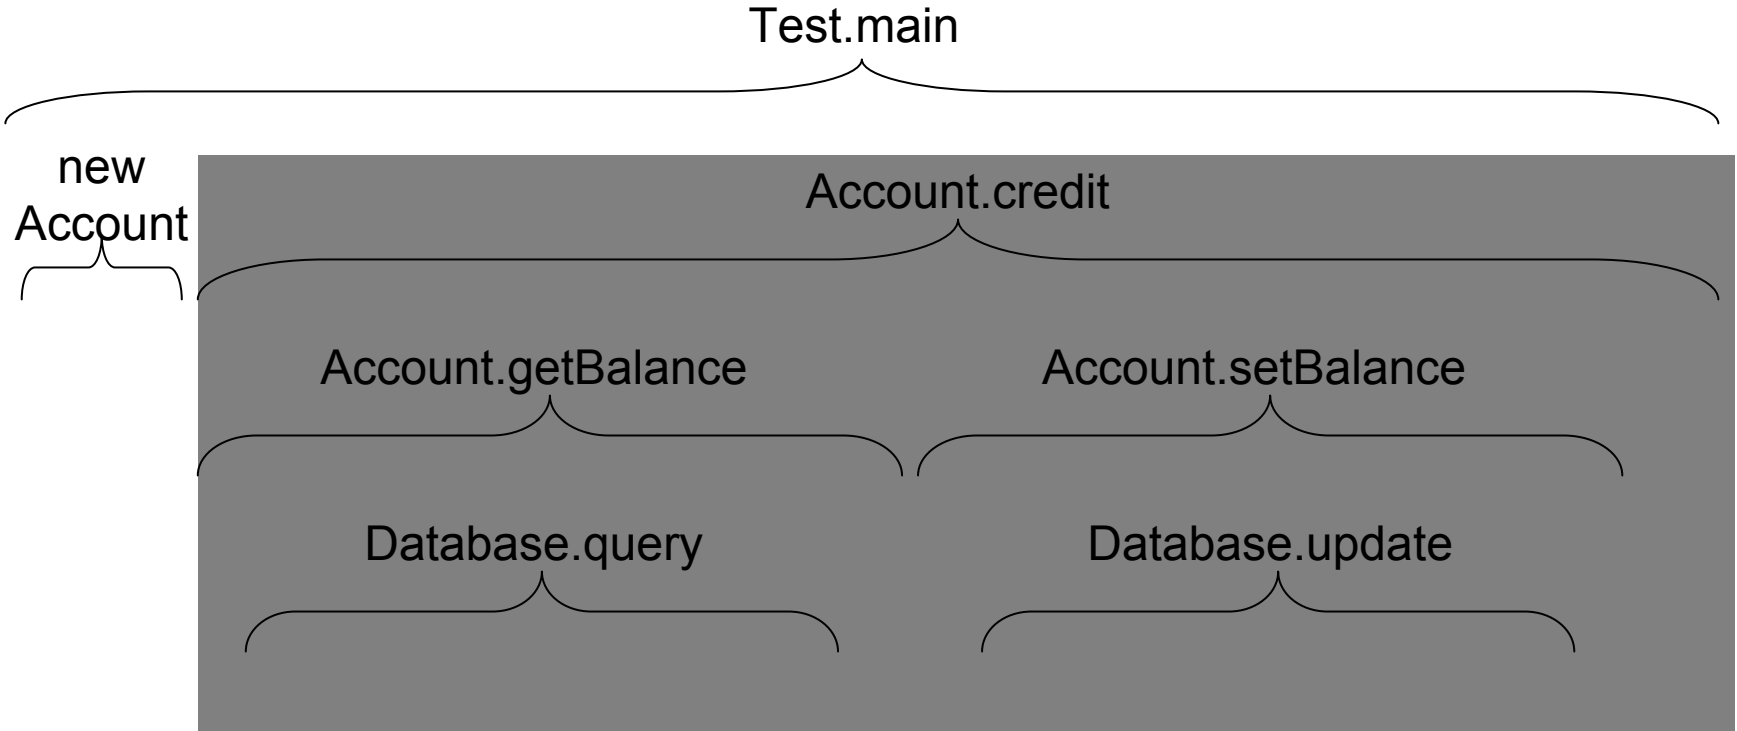 Test.main
new
Account
Account.credit
Account.getBalance
Account.setBalance
Database.query
Database.update